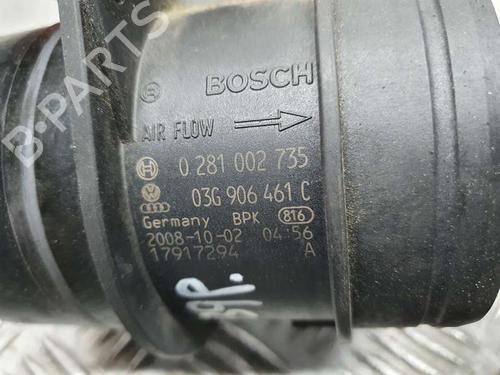 BOSCH
AIR FLOW
0 281 002 735
03G 906 461 C
Germany BPK 816
2008-10-02 04:56
17917294 A
B-PARTS